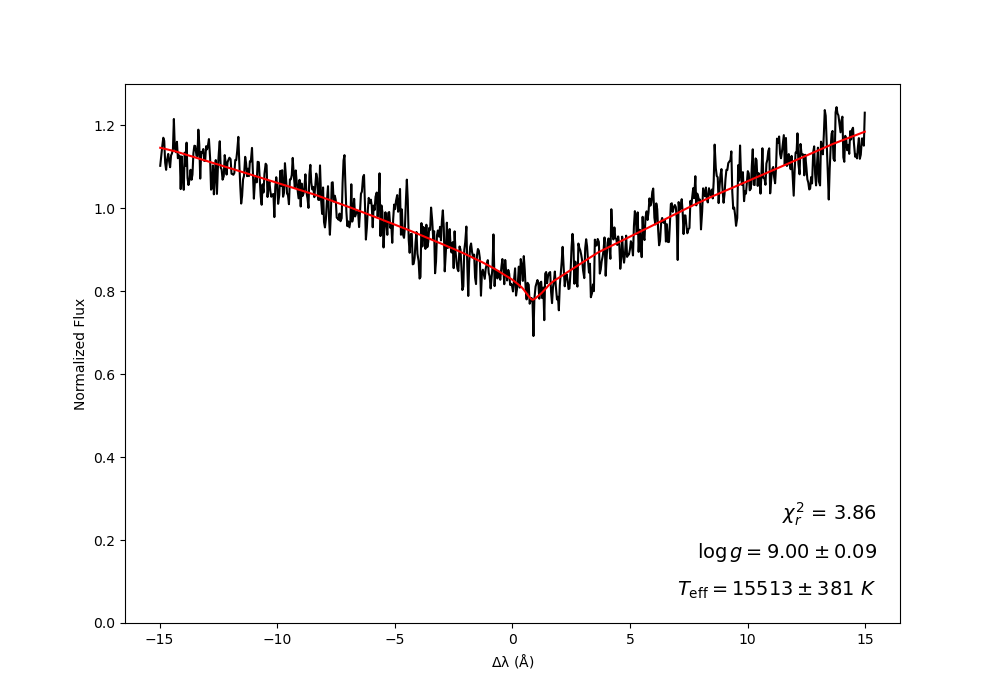 1.2
1.0
0.8
0.6
0.4
0.2
0.0
Normalized Flux
χ²ᵣ = 3.86
log g = 9.00 ± 0.09
T_eff = 15513 ± 381 K
−15 −10 −5 0 5 10 15
Δλ (Å)